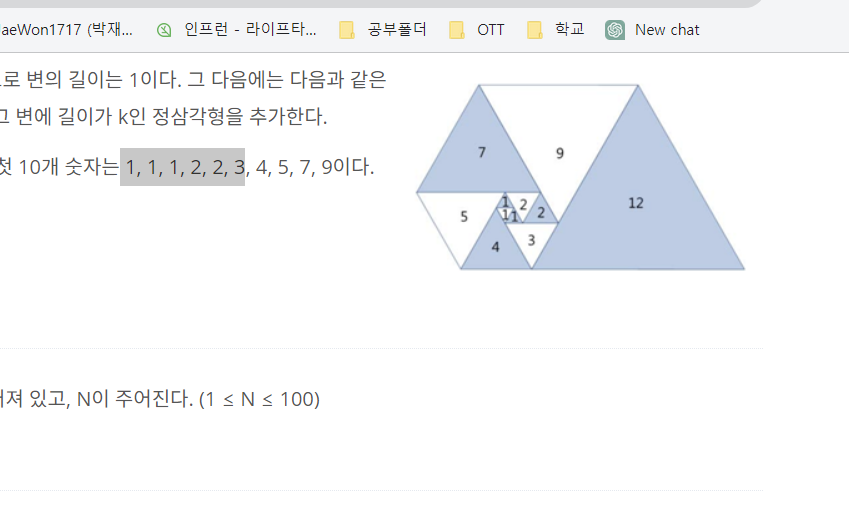 JaeWon1717 (박재... 인프런 - 라이프타... 공부폴더 OTT 학교 New chat
로 변의 길이는 1이다. 그 다음에는 다음과 같은
변에 길이가 k인 정삼각형을 추가한다.
첫 10개 숫자는 1, 1, 1, 2, 2, 3, 4, 5, 7, 9이다.
7 9
12
1 2
5 1 1 2
3
4
져 있고, N이 주어진다. (1 ≤ N ≤ 100)